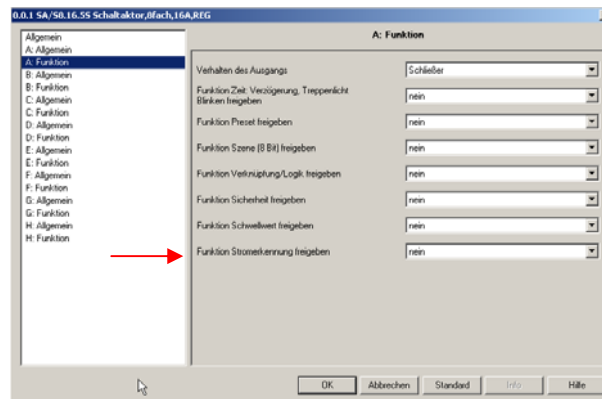 0.0.1 SA/S8.16.5S Schaltaktor,8fach,16A,REG
Allgemein
A: Allgemein
A: Funktion
B: Allgemein
B: Funktion
C: Allgemein
C: Funktion
D: Allgemein
D: Funktion
E: Allgemein
E: Funktion
F: Allgemein
F: Funktion
G: Allgemein
G: Funktion
H: Allgemein
H: Funktion
A: Funktion
Verhalten des Ausgangs
Schließer
Funktion Zeit: Verzögerung, Treppenlicht
Blinken freigeben
nein
Funktion Preset freigeben
nein
Funktion Szene (8 Bit) freigeben
nein
Funktion Verknüpfung/Logik freigeben
nein
Funktion Sicherheit freigeben
nein
Funktion Schwellwert freigeben
nein
Funktion Stromerkennung freigeben
nein
OK
Abbrechen
Standard
Info
Hilfe